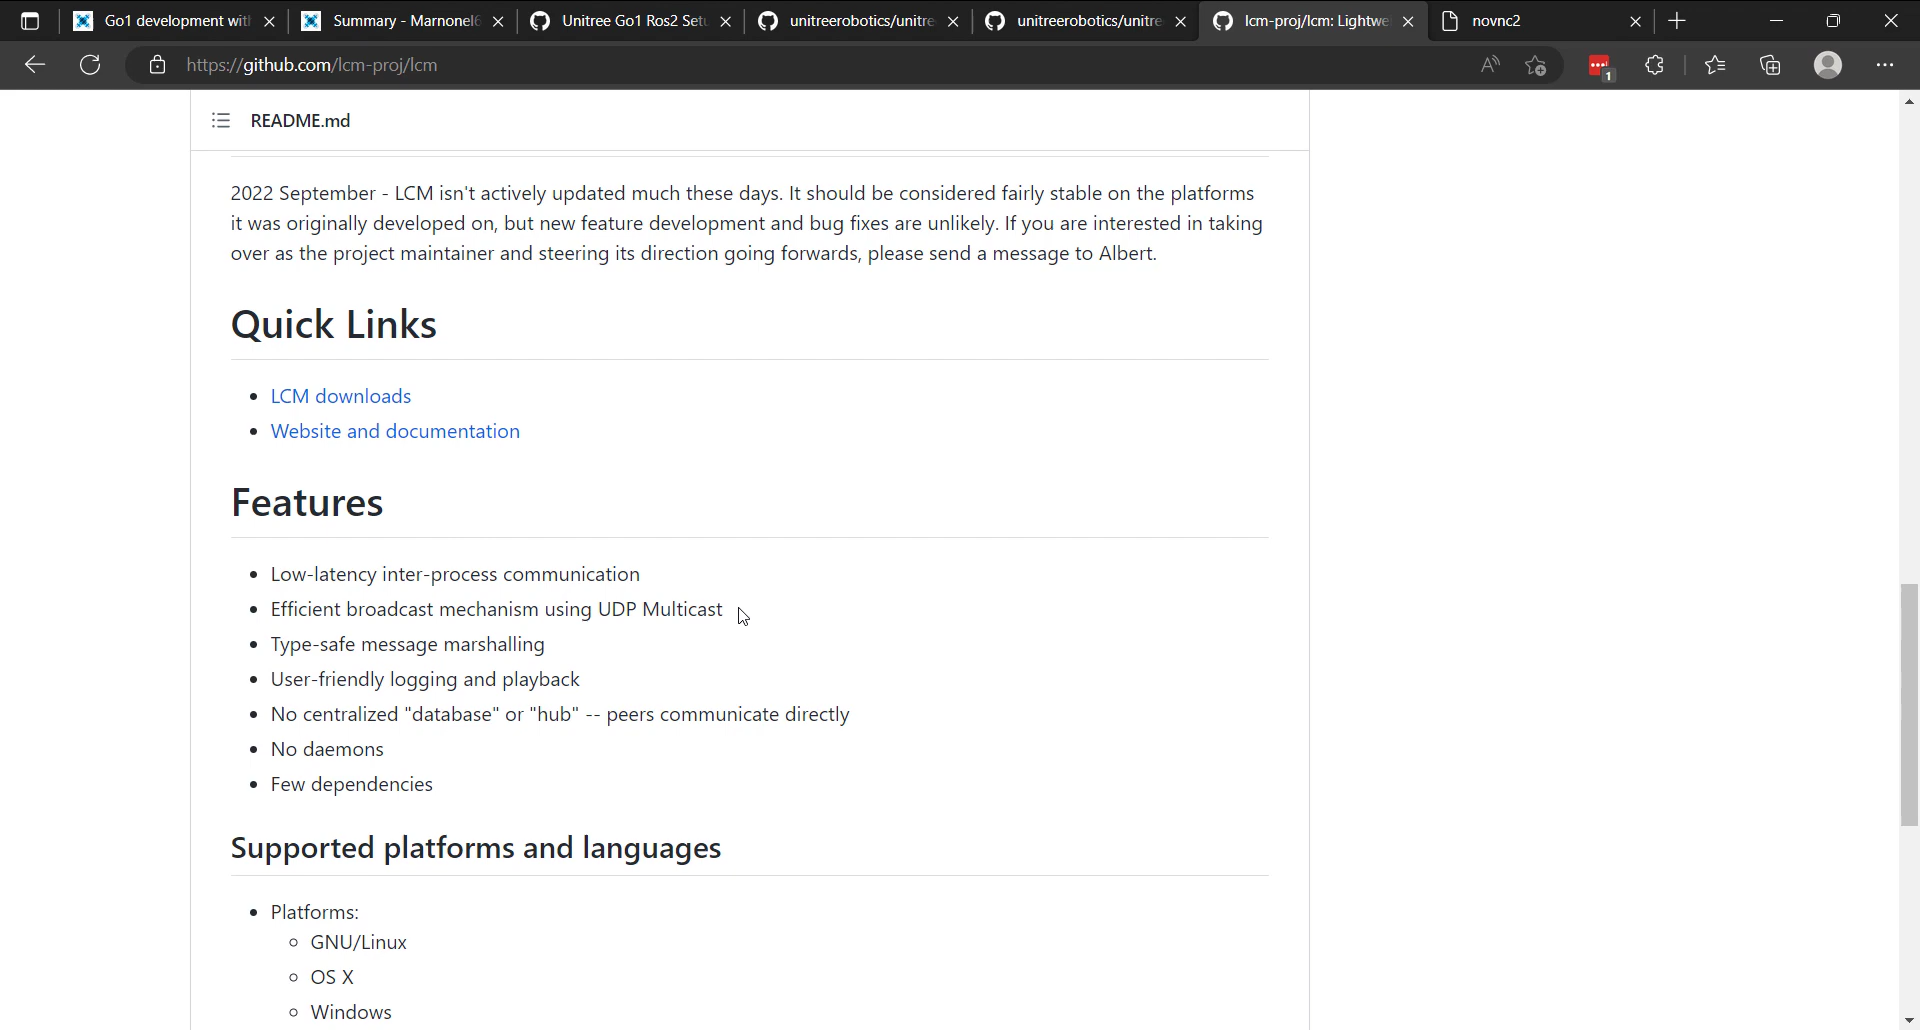 Go1 development wit
Summary - Marnonel6
Unitree Go1 Ros2 Setu
unitreerobotics/unitre
unitreerobotics/unitre
lcm-proj/lcm: Lightwei
novnc2
https://github.com/lcm-proj/lcm
1
README.md
2022 September - LCM isn't actively updated much these days. It should be considered fairly stable on the platforms
it was originally developed on, but new feature development and bug fixes are unlikely. If you are interested in taking
over as the project maintainer and steering its direction going forwards, please send a message to Albert.
Quick Links
LCM downloads
Website and documentation
Features
Low-latency inter-process communication
Efficient broadcast mechanism using UDP Multicast
Type-safe message marshalling
User-friendly logging and playback
No centralized "database" or "hub" -- peers communicate directly
No daemons
Few dependencies
Supported platforms and languages
Platforms:
GNU/Linux
OS X
Windows